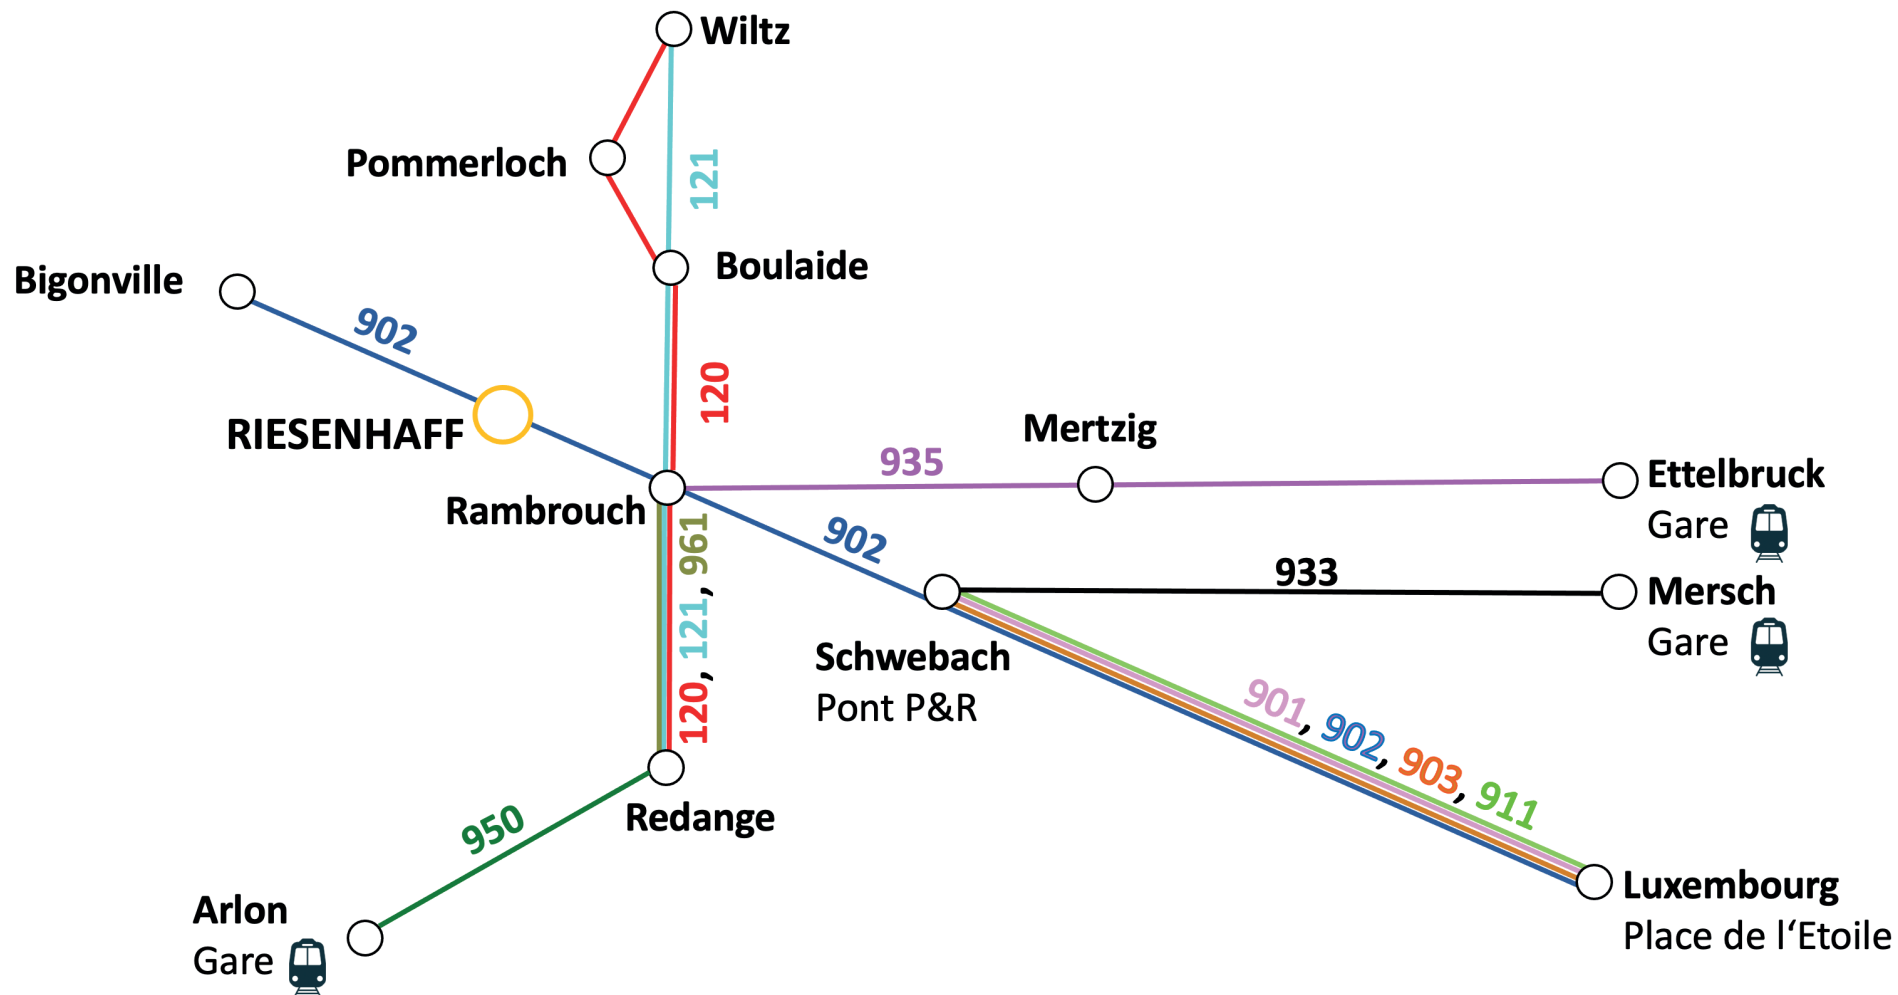 Wiltz
Pommerloch
121
Boulaide
Bigonville
902
120
RIESENHAFF
Mertzig
935
Ettelbruck
Gare
Rambrouch
120, 121, 961
902
933
Mersch
Gare
Schwebach
Pont P&R
901, 902, 903, 911
Redange
950
Luxembourg
Place de l‘Etoile
Arlon
Gare